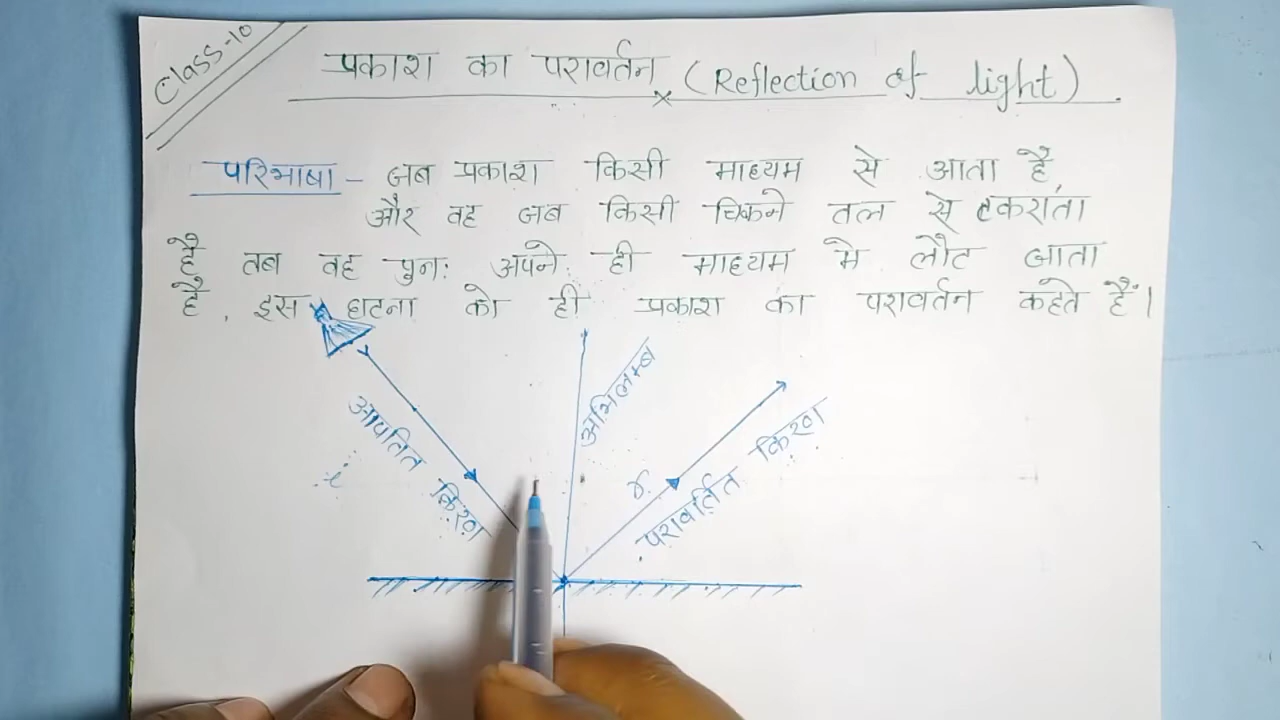 Class-10
प्रकाश का परावर्तन (Reflection of light)
परिभाषा - जब प्रकाश किसी माध्यम से आता है,
और वह जब किसी चिकने तल से टकराता
है तब वह पुनः अपने ही माध्यम मे लौट जाता
है, इस घटना को ही प्रकाश का परावर्तन कहते हैं।
आपतित किरण
i
अभिलम्ब
r
परावर्तित किरण